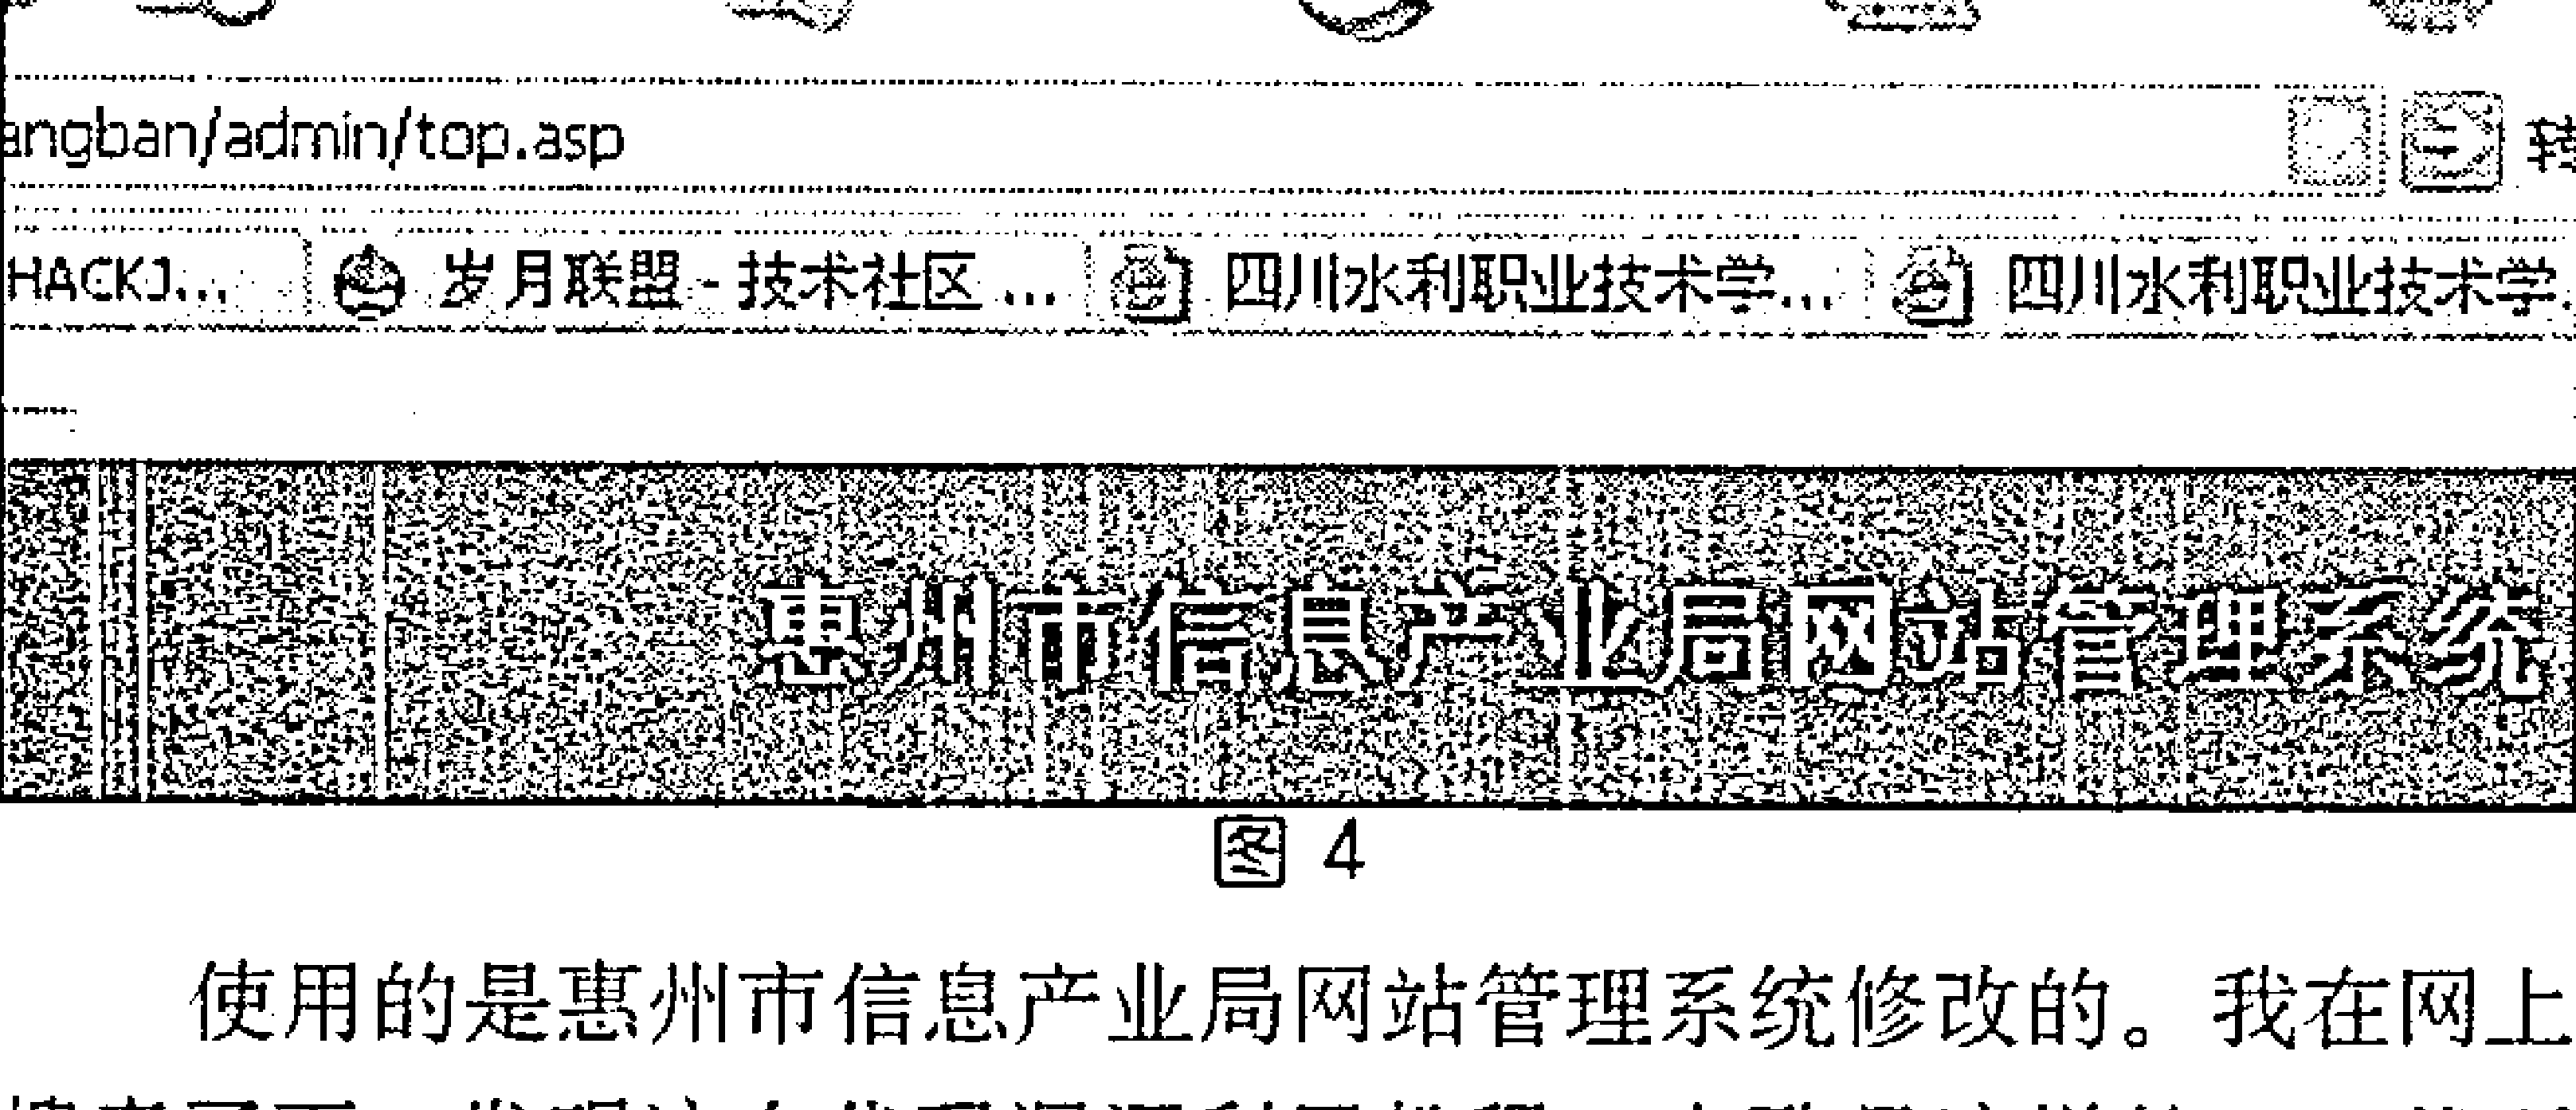 angban/admin/top.asp
HACKJ... 岁月联盟 - 技术社区 ... 四川水利职业技术学... 四川水利职业技术学.
惠州市信息产业局网站管理系统
图 4
使用的是惠州市信息产业局网站管理系统修改的。我在网上